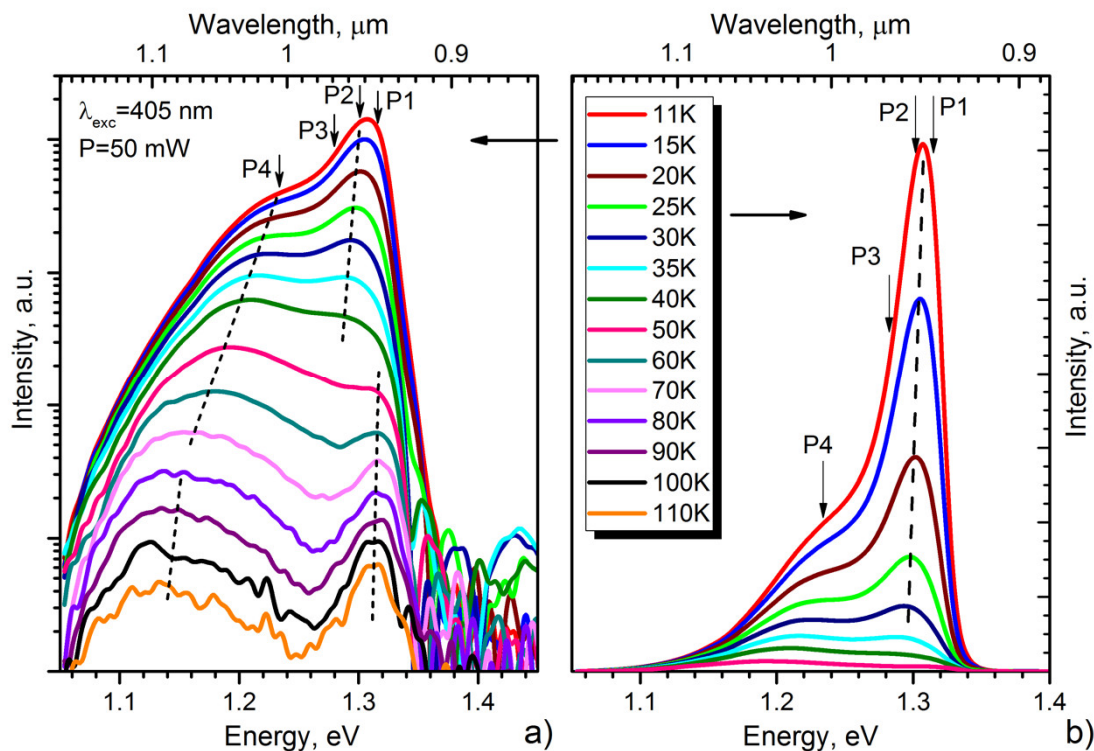 Wavelength, μm
1.1 1 0.9
λexc=405 nm
P=50 mW
P2
P1
P3
P4
Intensity, a.u.
1.1 1.2 1.3 1.4
Energy, eV
a)
11K
15K
20K
25K
30K
35K
40K
50K
60K
70K
80K
90K
100K
110K
Wavelength, μm
1.1 1 0.9
P2
P1
P3
P4
Intensity, a.u.
1.1 1.2 1.3 1.4
Energy, eV
b)